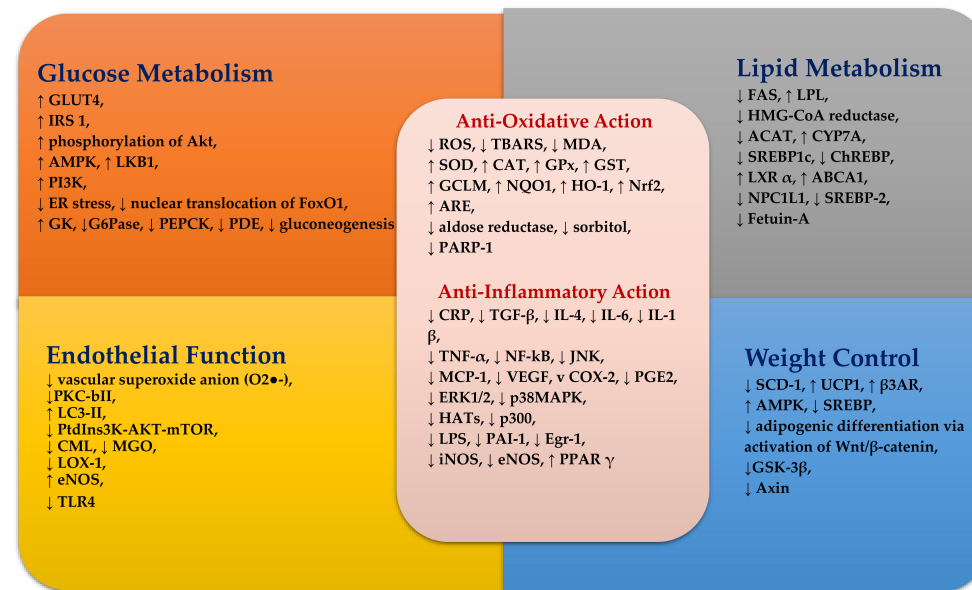 Glucose Metabolism
↑ GLUT4,
↑ IRS 1,
↑ phosphorylation of Akt,
↑ AMPK, ↑ LKB1,
↑ PI3K,
↓ ER stress, ↓ nuclear translocation of FoxO1,
↑ GK, ↓G6Pase, ↓ PEPCK, ↓ PDE, ↓ gluconeogenesis
Lipid Metabolism
↓ FAS, ↑ LPL,
↓ HMG-CoA reductase,
↓ ACAT, ↑ CYP7A,
↓ SREBP1c, ↓ ChREBP,
↑ LXR α, ↑ ABCA1,
↓ NPC1L1, ↓ SREBP-2,
↓ Fetuin-A
Anti-Oxidative Action
↓ ROS, ↓ TBARS, ↓ MDA,
↑ SOD, ↑ CAT, ↑ GPx, ↑ GST,
↑ GCLM, ↑ NQO1, ↑ HO-1, ↑ Nrf2,
↑ ARE,
↓ aldose reductase, ↓ sorbitol,
↓ PARP-1
Anti-Inflammatory Action
↓ CRP, ↓ TGF-β, ↓ IL-4, ↓ IL-6, ↓ IL-1
β,
↓ TNF-α, ↓ NF-kB, ↓ JNK,
↓ MCP-1, ↓ VEGF, v COX-2, ↓ PGE2,
↓ ERK1/2, ↓ p38MAPK,
↓ HATs, ↓ p300,
↓ LPS, ↓ PAI-1, ↓ Egr-1,
↓ iNOS, ↓ eNOS, ↑ PPAR γ
Endothelial Function
↓ vascular superoxide anion (O2●-),
↓PKC-bII,
↑ LC3-II,
↓ PtdIns3K-AKT-mTOR,
↓ CML, ↓ MGO,
↓ LOX-1,
↑ eNOS,
↓ TLR4
Weight Control
↓ SCD-1, ↑ UCP1, ↑ β3AR,
↑ AMPK, ↓ SREBP,
↓ adipogenic differentiation via
activation of Wnt/β-catenin,
↓GSK-3β,
↓ Axin